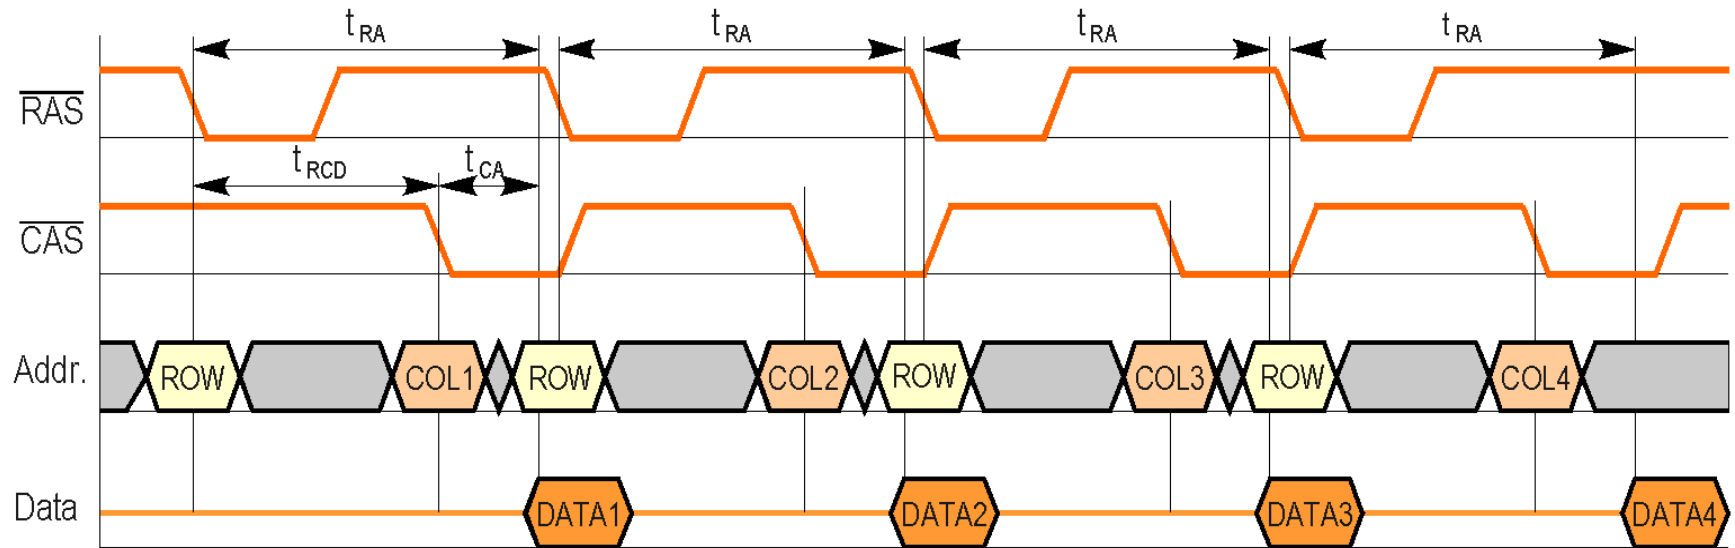 tRA tRA tRA tRA
RAS
tRCD tCA
CAS
Addr. ROW COL1 ROW COL2 ROW COL3 ROW COL4
Data DATA1 DATA2 DATA3 DATA4